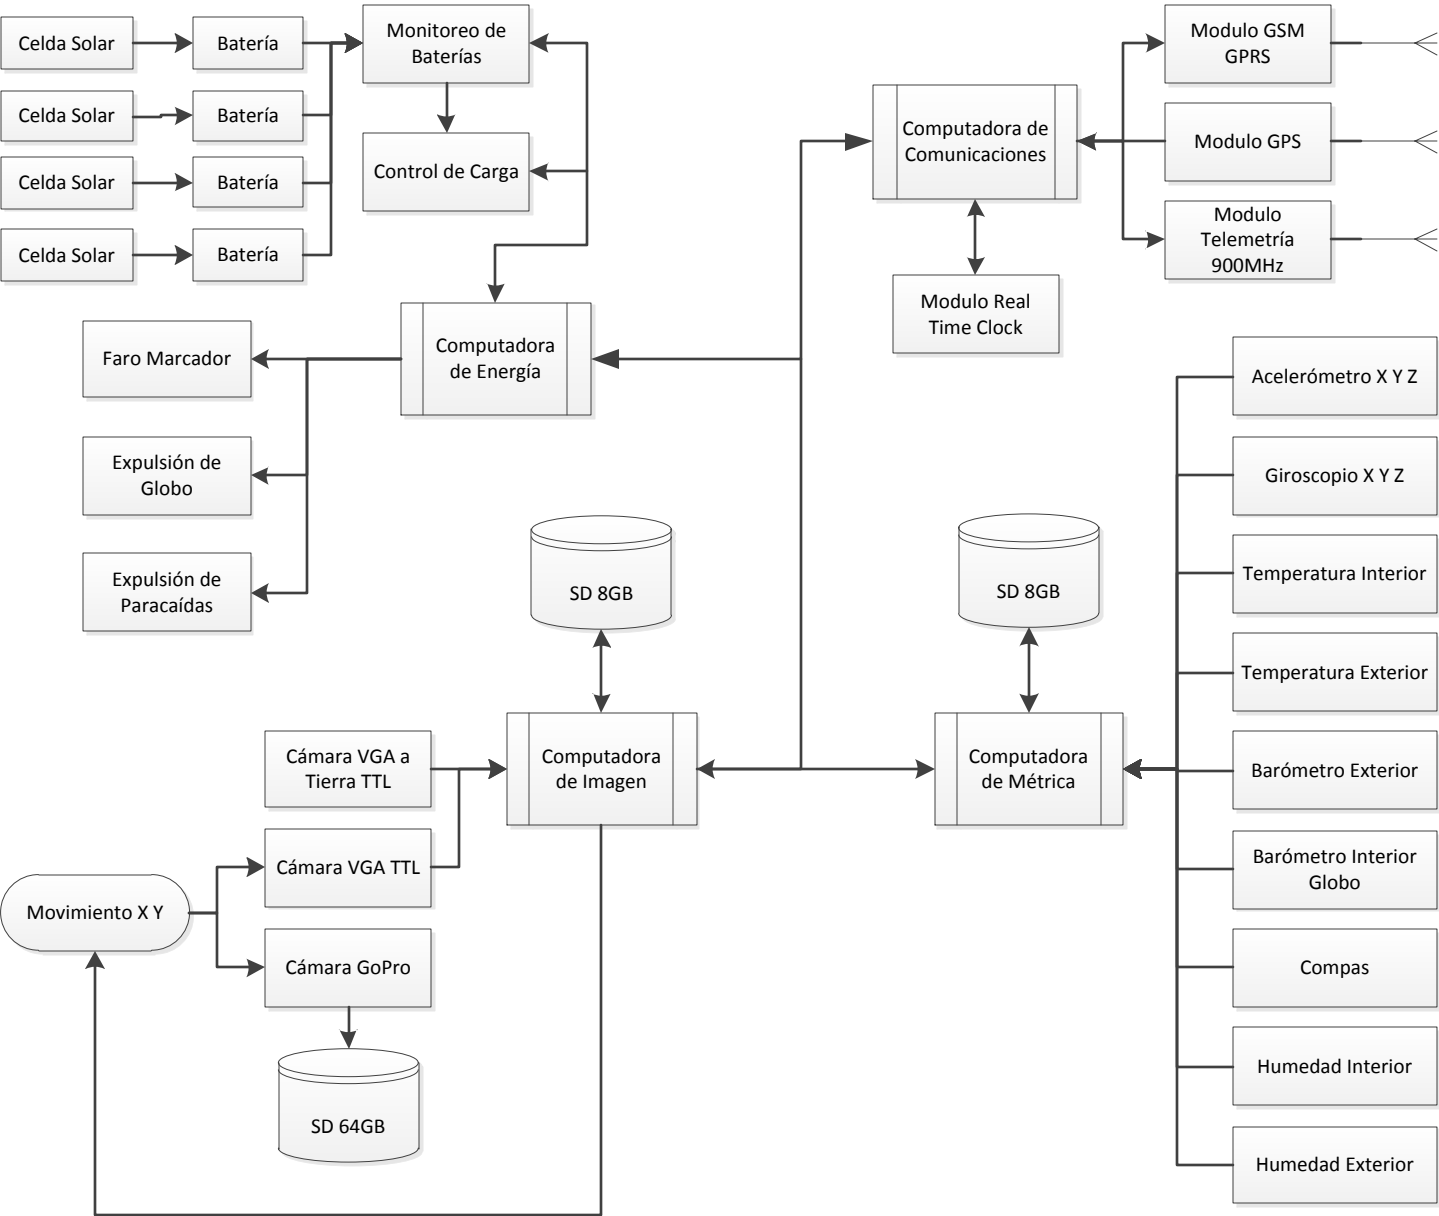 Celda Solar
Batería
Monitoreo de
Baterías
Celda Solar
Batería
Celda Solar
Batería
Control de Carga
Celda Solar
Batería
Computadora de
Comunicaciones
Modulo GSM
GPRS
Modulo GPS
Modulo
Telemetría
900MHz
Modulo Real
Time Clock
Computadora
de Energía
Faro Marcador
Expulsión de
Globo
Expulsión de
Paracaídas
SD 8GB
SD 8GB
Acelerómetro X Y Z
Giroscopio X Y Z
Temperatura Interior
Temperatura Exterior
Barómetro Exterior
Barómetro Interior
Globo
Compas
Humedad Interior
Humedad Exterior
Cámara VGA a
Tierra TTL
Computadora
de Imagen
Computadora
de Métrica
Cámara VGA TTL
Movimiento X Y
Cámara GoPro
SD 64GB